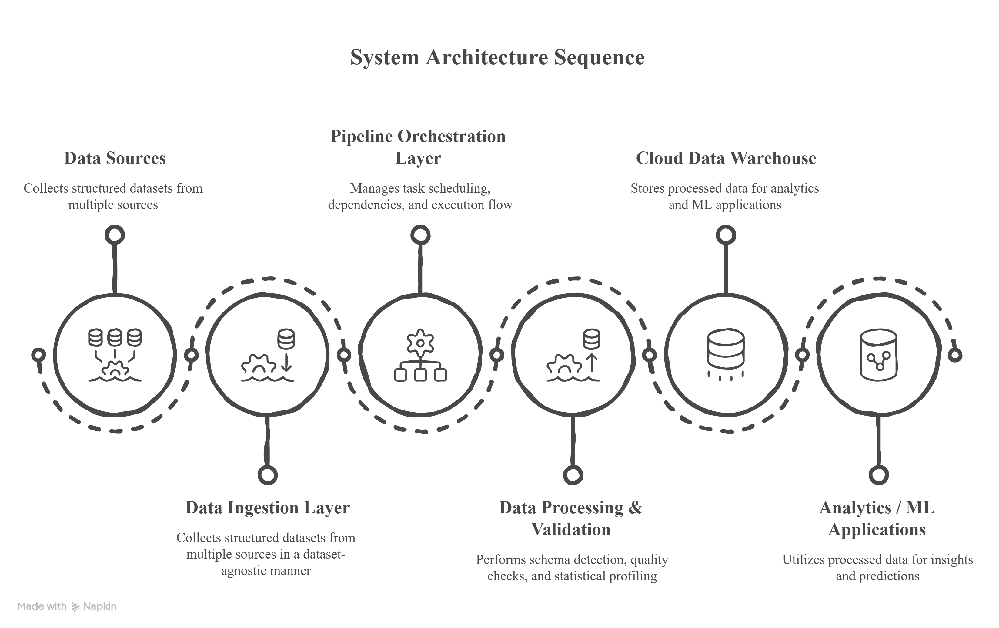 System Architecture Sequence
Data Sources
Collects structured datasets from
multiple sources
Data Ingestion Layer
Collects structured datasets from
multiple sources in a dataset-
agnostic manner
Pipeline Orchestration
Layer
Manages task scheduling,
dependencies, and execution flow
Data Processing &
Validation
Performs schema detection, quality
checks, and statistical profiling
Cloud Data Warehouse
Stores processed data for analytics
and ML applications
Analytics / ML
Applications
Utilizes processed data for insights
and predictions
Made with Napkin